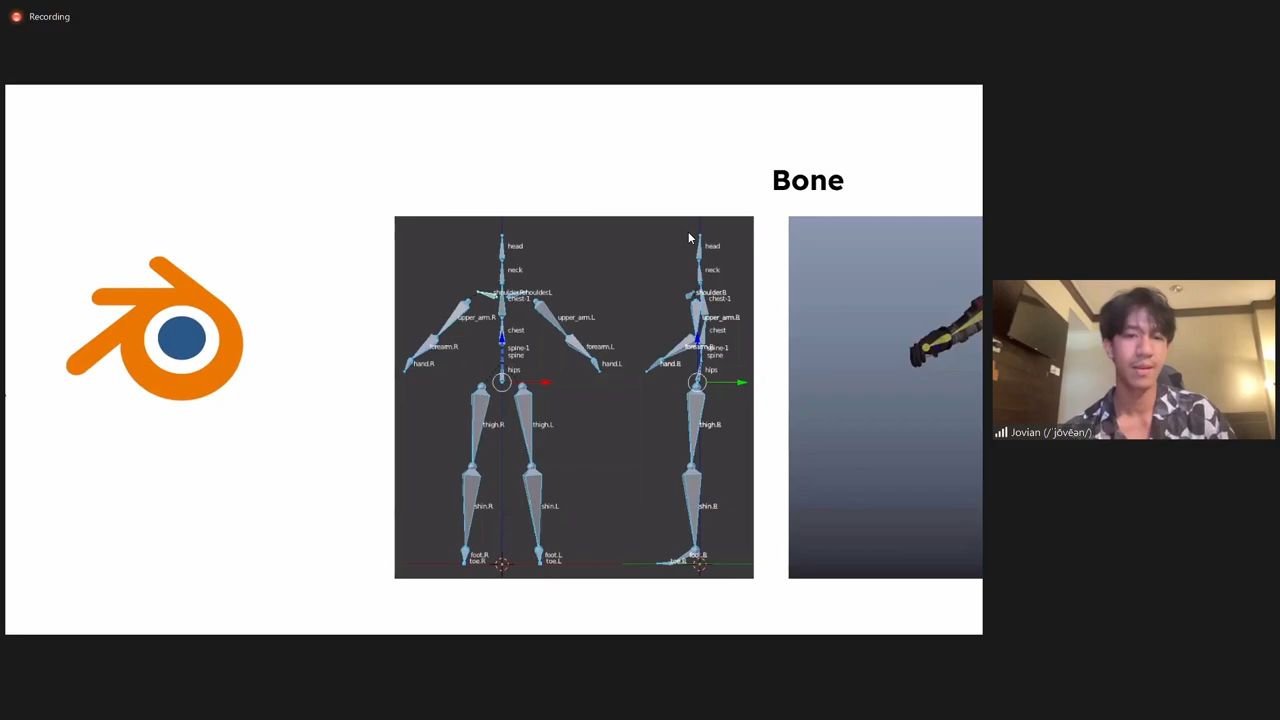 Recording
Bone
head
neck
chest-1
upper_arm.R
upper_arm.L
chest
forearm.R
spine-1
forearm.L
spine
hand.R
hips
hand.L
thigh.R
thigh.L
shin.R
shin.L
foot.R
foot.L
toe.R
toe.L
head
neck
shoulder.B
chest-1
upper_arm.B
chest
spine
hand.B
hips
thigh.B
shin.B
foot.B
toe.B
Jovian (/ˈjōvēən/)